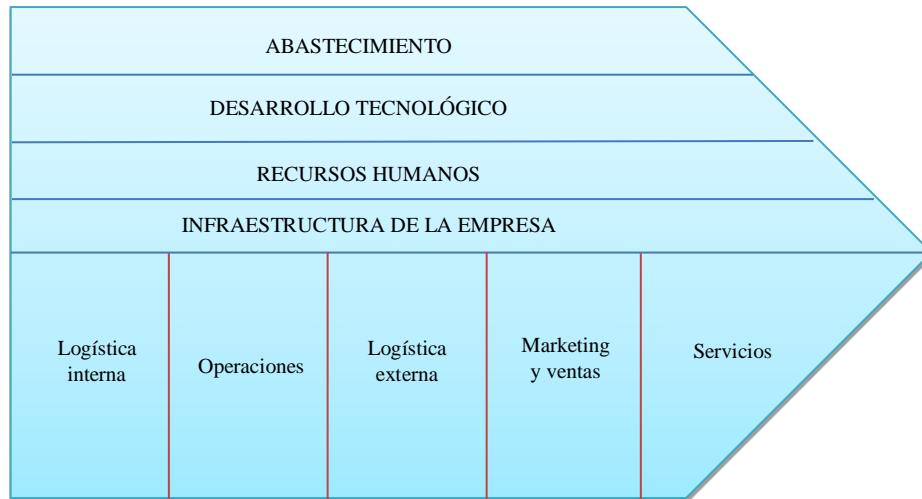 ABASTECIMIENTO
DESARROLLO TECNOLÓGICO
RECURSOS HUMANOS
INFRAESTRUCTURA DE LA EMPRESA
Logística
interna
Operaciones
Logística
externa
Marketing
y ventas
Servicios